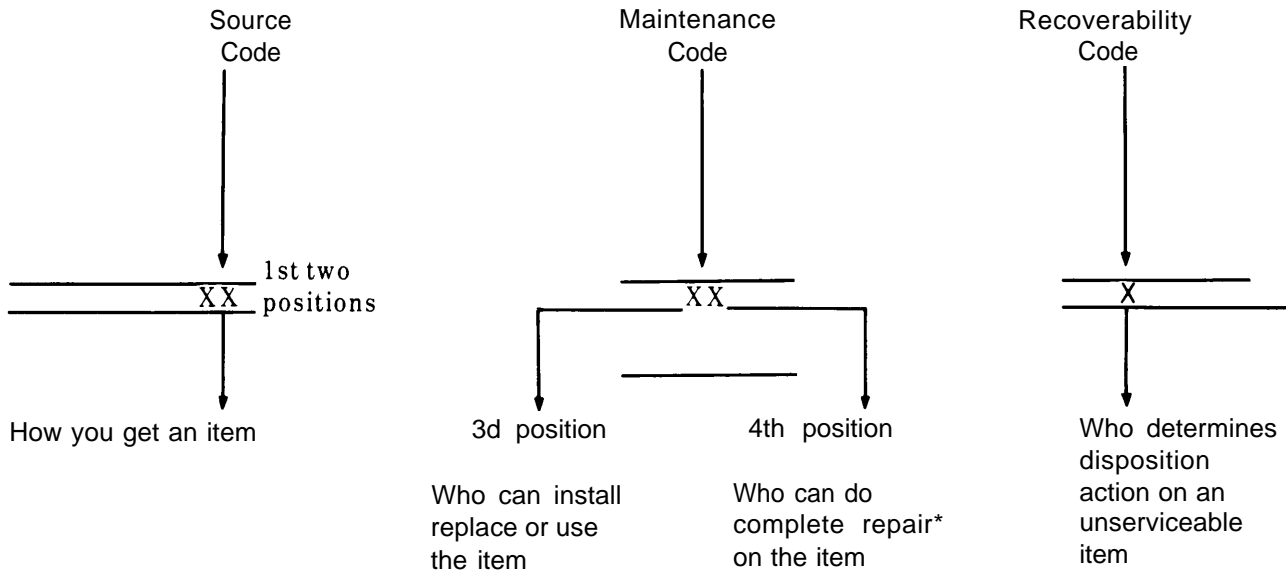 Source
Code
Maintenance
Code
Recoverability
Code
1st two
XX positions
XX
X
How you get an item
3d position
4th position
Who can install
replace or use
the item
Who can do
complete repair*
on the item
Who determines
disposition
action on an
unserviceable
item